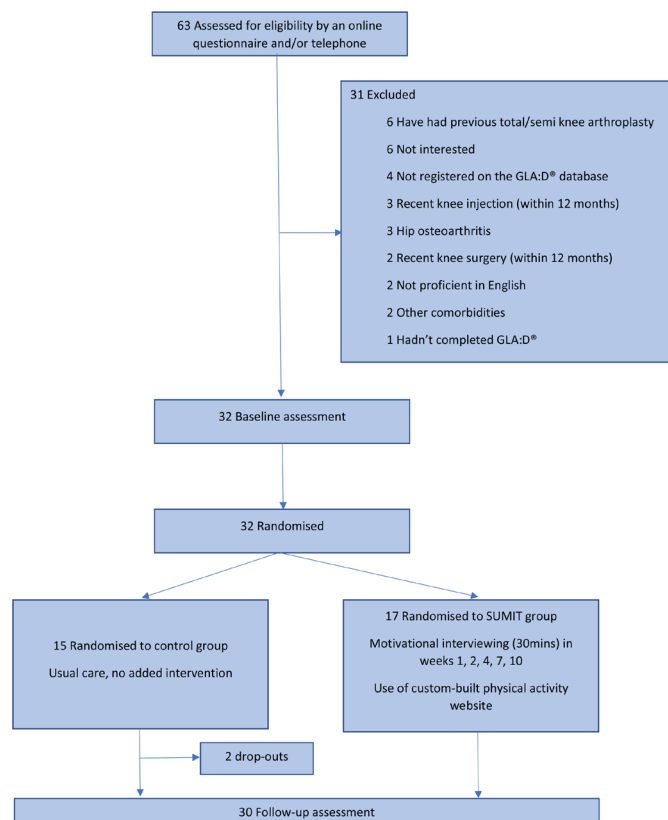 63 Assessed for eligibility by an online
questionnaire and/or telephone
31 Excluded
6 Have had previous total/semi knee arthroplasty
6 Not interested
4 Not registered on the GLA:D® database
3 Recent knee injection (within 12 months)
3 Hip osteoarthritis
2 Recent knee surgery (within 12 months)
2 Not proficient in English
2 Other comorbidities
1 Hadn’t completed GLA:D®
32 Baseline assessment
32 Randomised
15 Randomised to control group
Usual care, no added intervention
17 Randomised to SUMIT group
Motivational interviewing (30mins) in
weeks 1, 2, 4, 7, 10
Use of custom-built physical activity
website
2 drop-outs
30 Follow-up assessment